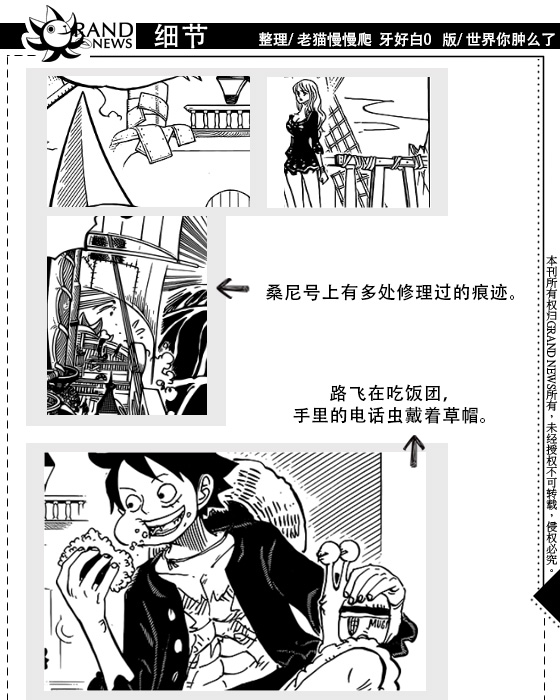 GRAND
NEWS
细节
整理/老猫慢慢爬 牙好白0 版/世界你肿么了
桑尼号上有多处修理过的痕迹。
路飞在吃饭团，
手里的电话虫戴着草帽。
MUGI
本刊所有权归GRAND NEWS所有，未经授权不可转载，侵权必究。